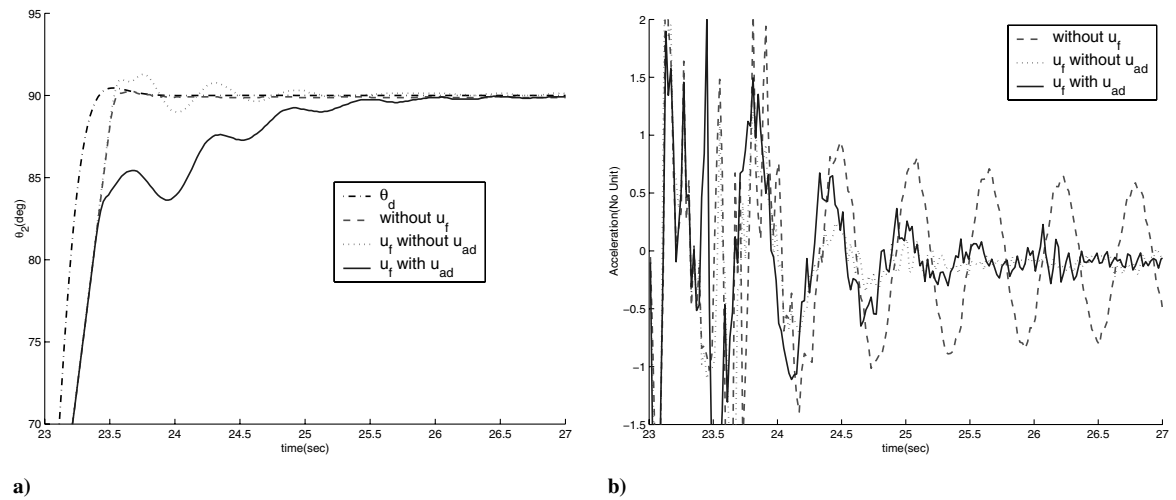 95
90
85
80
75
70
θ2(deg)
23 23.5 24 24.5 25 25.5 26 26.5 27
time(sec)
θd
without uf
uf without uad
uf with uad
a)
2
1.5
1
0.5
0
-0.5
-1
-1.5
Acceleration(No Unit)
23 23.5 24 24.5 25 25.5 26 26.5 27
time(sec)
without uf
uf without uad
uf with uad
b)